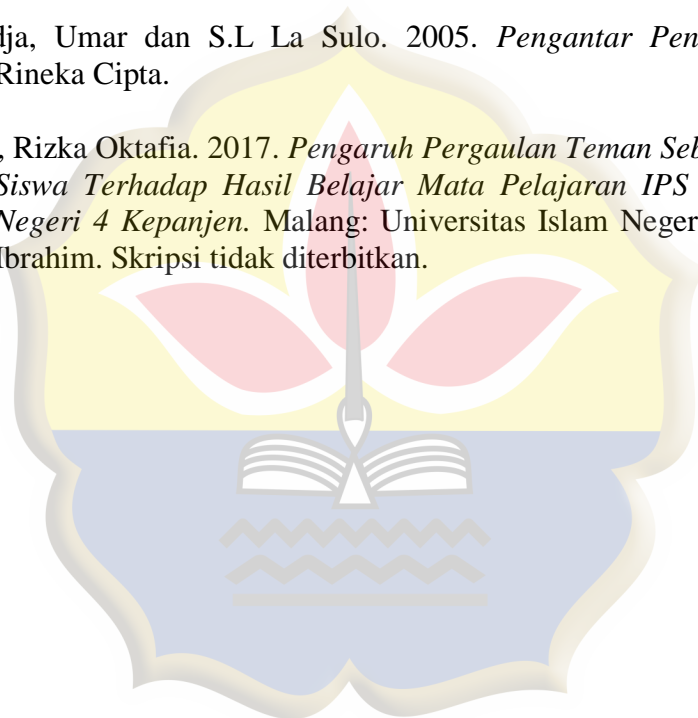 dja, Umar dan S.L La Sulo. 2005. Pengantar Pen
Rineka Cipta.
, Rizka Oktafia. 2017. Pengaruh Pergaulan Teman Seb
Siswa Terhadap Hasil Belajar Mata Pelajaran IPS
Negeri 4 Kepanjen. Malang: Universitas Islam Neger
Ibrahim. Skripsi tidak diterbitkan.